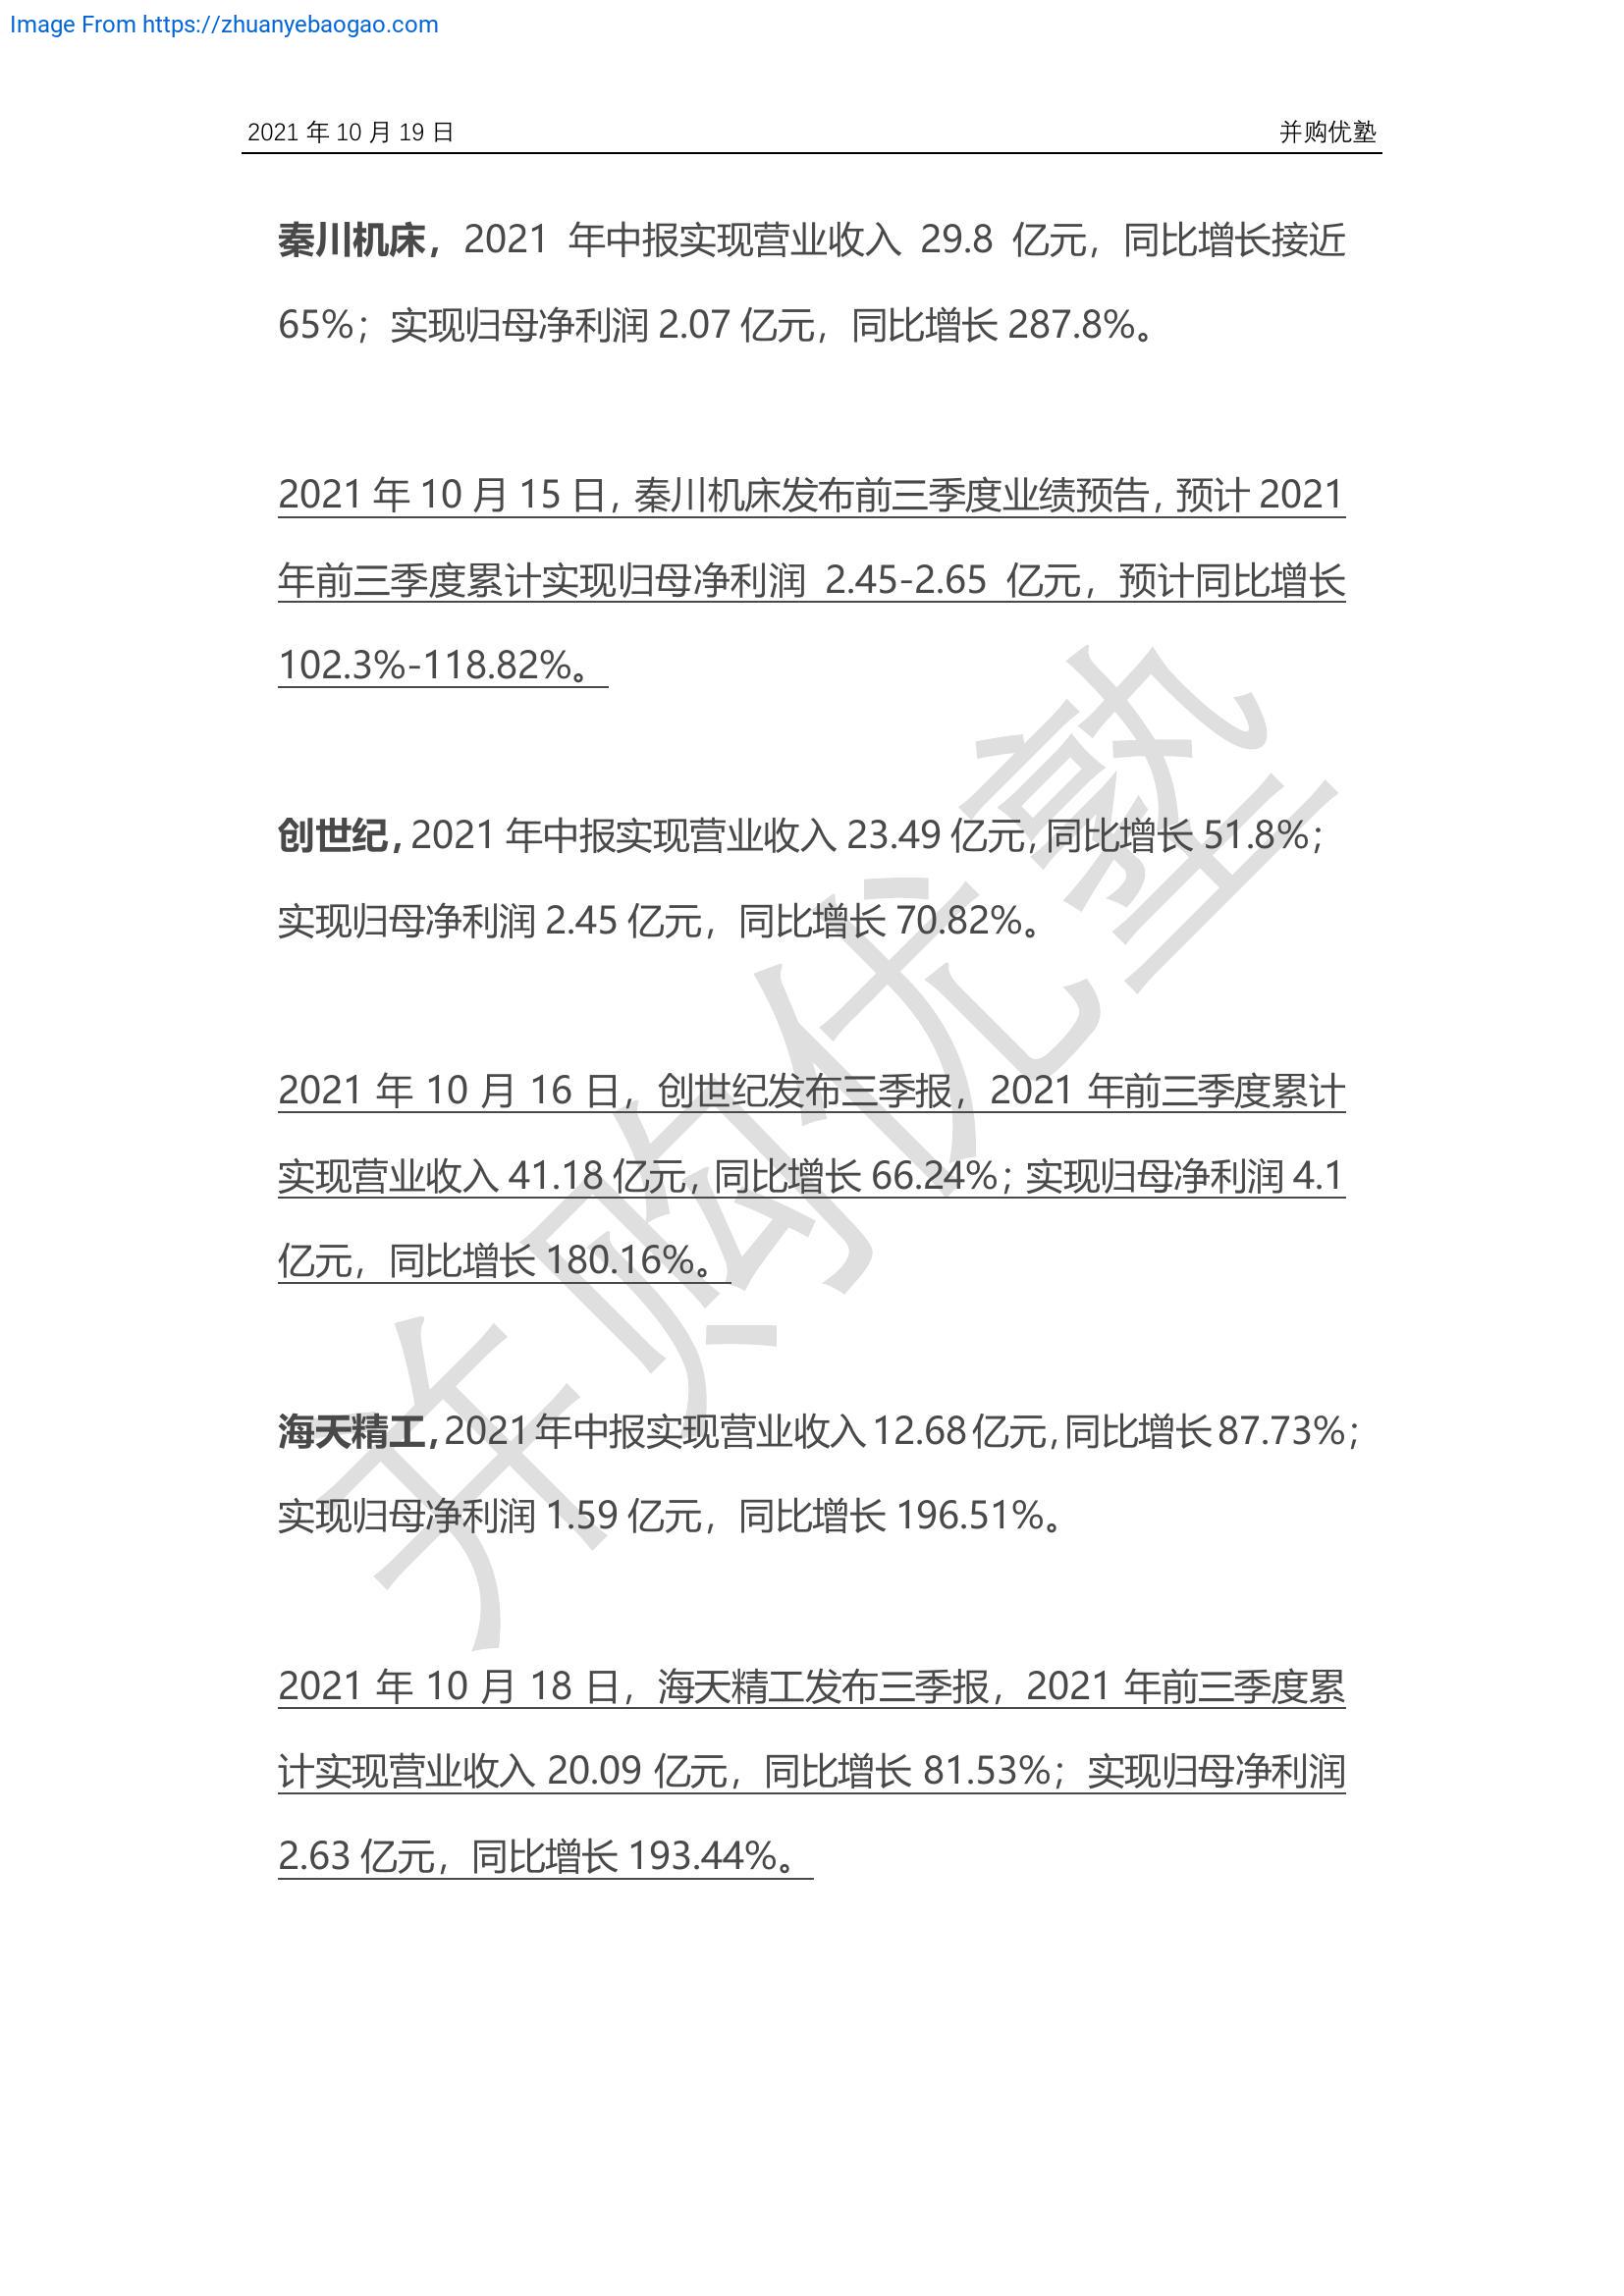 Image From https://zhuanyebaogao.com
2021 年 10 月 19 日 并购优塾
秦川机床，2021 年中报实现营业收入 29.8 亿元，同比增长接近
65%；实现归母净利润 2.07 亿元，同比增长 287.8%。
2021 年 10 月 15 日，秦川机床发布前三季度业绩预告，预计 2021
年前三季度累计实现归母净利润 2.45-2.65 亿元，预计同比增长
102.3%-118.82%。
创世纪，2021 年中报实现营业收入 23.49 亿元，同比增长 51.8%；
实现归母净利润 2.45 亿元，同比增长 70.82%。
2021 年 10 月 16 日，创世纪发布三季报，2021 年前三季度累计
实现营业收入 41.18 亿元，同比增长 66.24%；实现归母净利润 4.1
亿元，同比增长 180.16%。
海天精工，2021 年中报实现营业收入 12.68 亿元，同比增长 87.73%；
实现归母净利润 1.59 亿元，同比增长 196.51%。
2021 年 10 月 18 日，海天精工发布三季报，2021 年前三季度累
计实现营业收入 20.09 亿元，同比增长 81.53%；实现归母净利润
2.63 亿元，同比增长 193.44%。
并购优塾